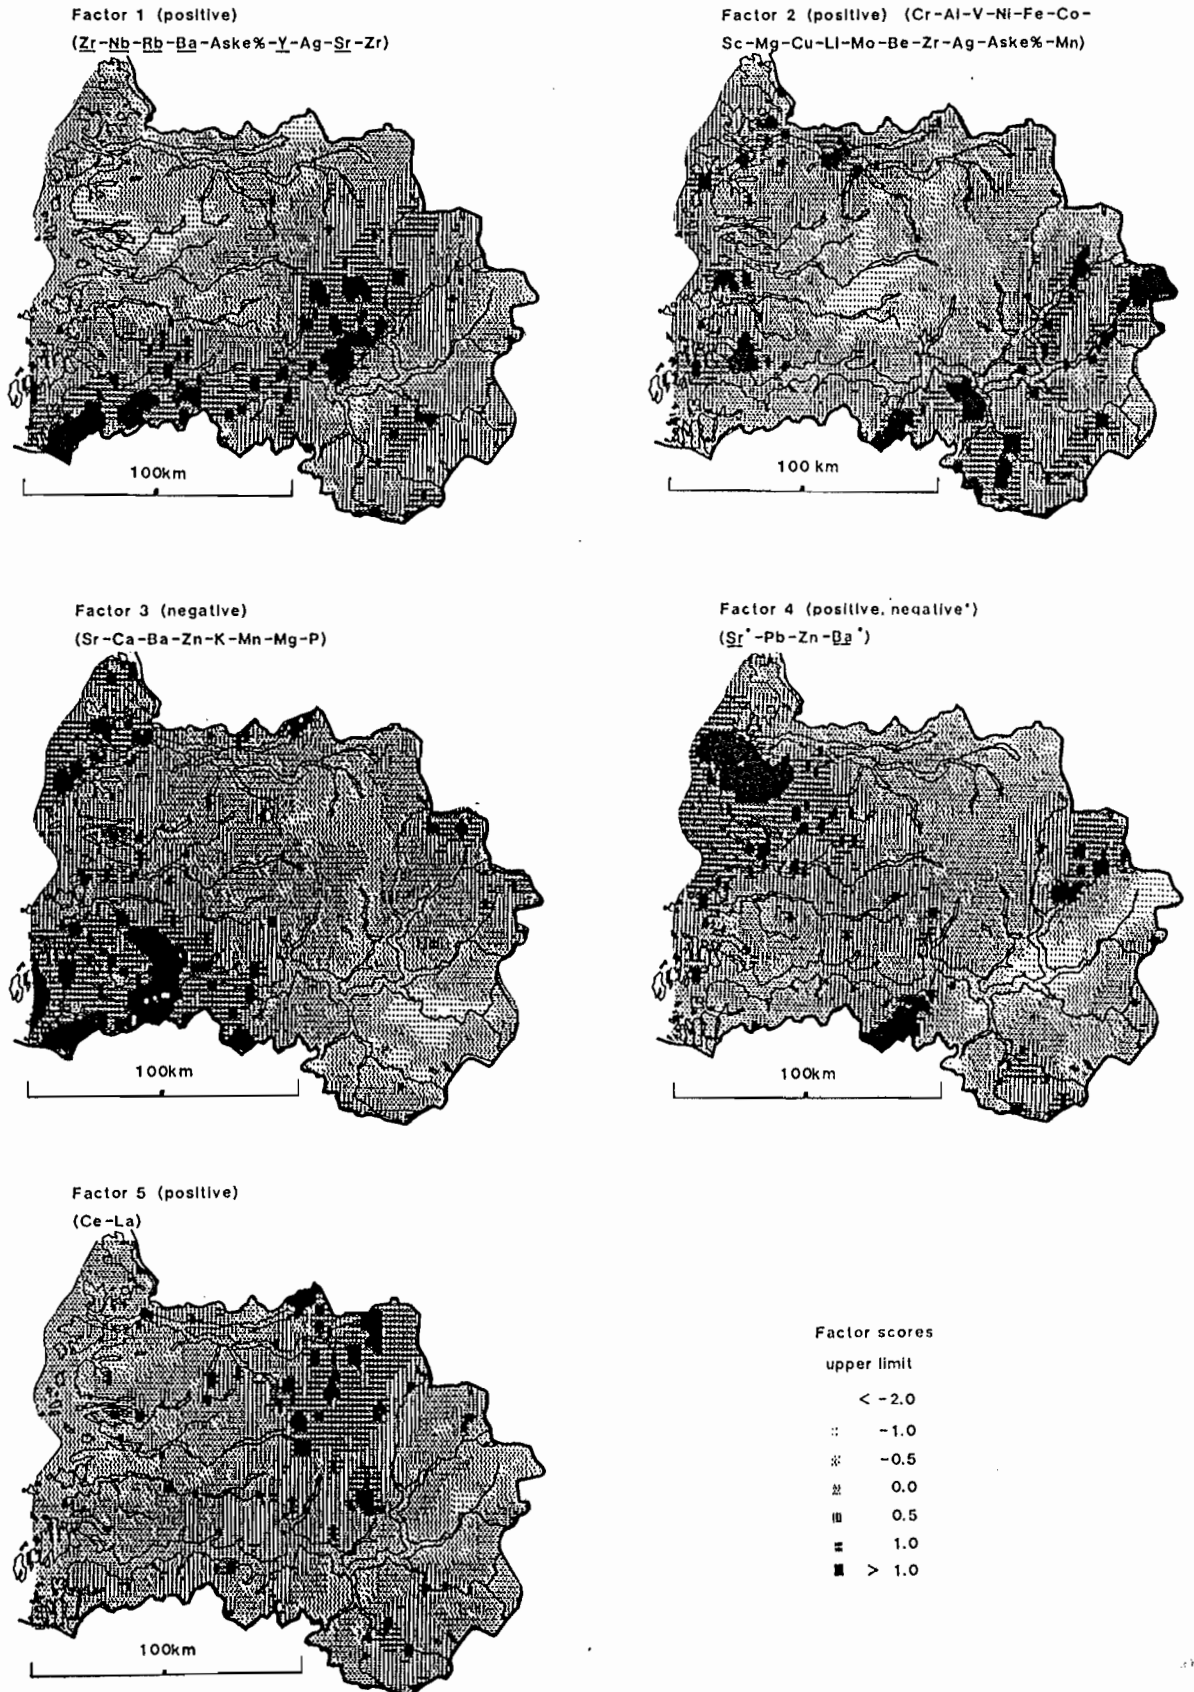 Factor 1 (positive)
(Zr-Nb-Rb-Ba-Aske%-Y-Ag-Sr-Zr)
100km
Factor 2 (positive) (Cr-Al-V-Ni-Fe-Co-
Sc-Mg-Cu-Li-Mo-Be-Zr-Ag-Aske%-Mn)
100 km
Factor 3 (negative)
(Sr-Ca-Ba-Zn-K-Mn-Mg-P)
100km
Factor 4 (positive, negative*)
(Sr*-Pb-Zn-Ba*)
100km
Factor 5 (positive)
(Ce-La)
100km
Factor scores
upper limit
< -2.0
-1.0
-0.5
0.0
0.5
1.0
> 1.0